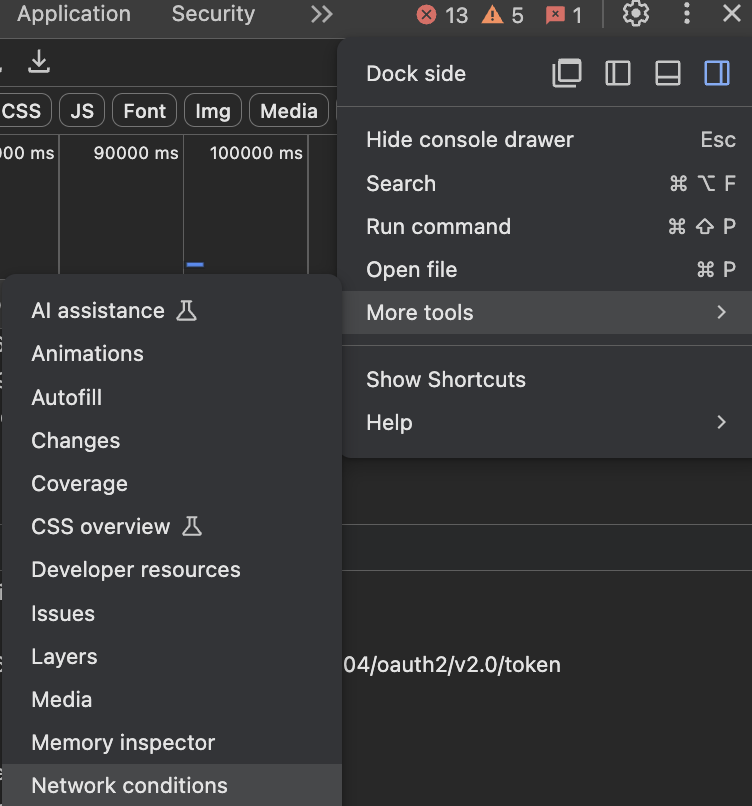 Application Security 13 5 1
Dock side
CSS JS Font Img Media
Hide console drawer Esc
000 ms 90000 ms 100000 ms
Search ⌘ ⌥ F
Run command ⌘ ⇧ P
Open file ⌘ P
More tools
Show Shortcuts
Help
AI assistance
Animations
Autofill
Changes
Coverage
CSS overview
Developer resources
Issues
Layers
04/oauth2/v2.0/token
Media
Memory inspector
Network conditions